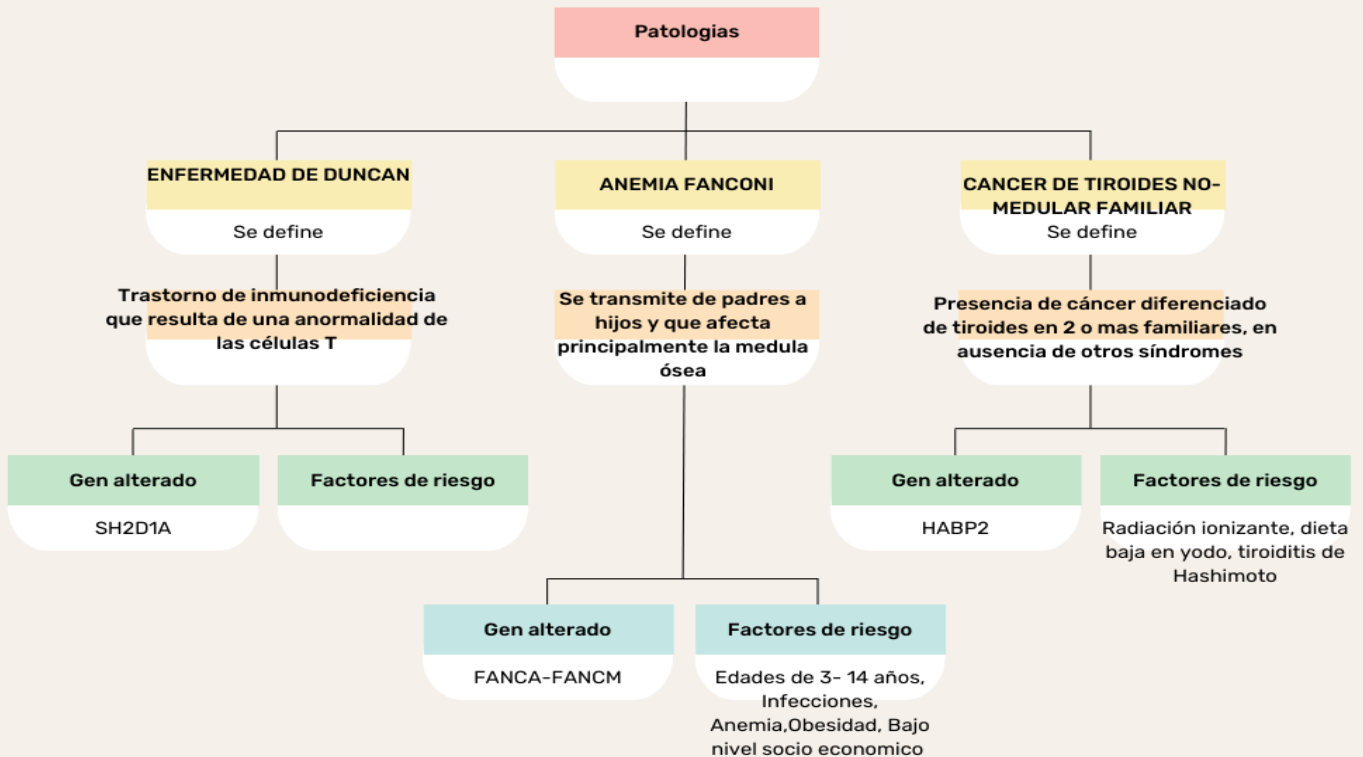 Patologias
ENFERMEDAD DE DUNCAN
Se define
Trastorno de inmunodeficiencia
que resulta de una anormalidad de
las células T
Gen alterado
SH2D1A
Factores de riesgo
ANEMIA FANCONI
Se define
Se transmite de padres a
hijos y que afecta
principalmente la medula
ósea
Gen alterado
FANCA-FANCM
Factores de riesgo
Edades de 3- 14 años,
Infecciones,
Anemia,Obesidad, Bajo
nivel socio economico
CANCER DE TIROIDES NO-
MEDULAR FAMILIAR
Se define
Presencia de cáncer diferenciado
de tiroides en 2 o mas familiares, en
ausencia de otros síndromes
Gen alterado
HABP2
Factores de riesgo
Radiación ionizante, dieta
baja en yodo, tiroiditis de
Hashimoto